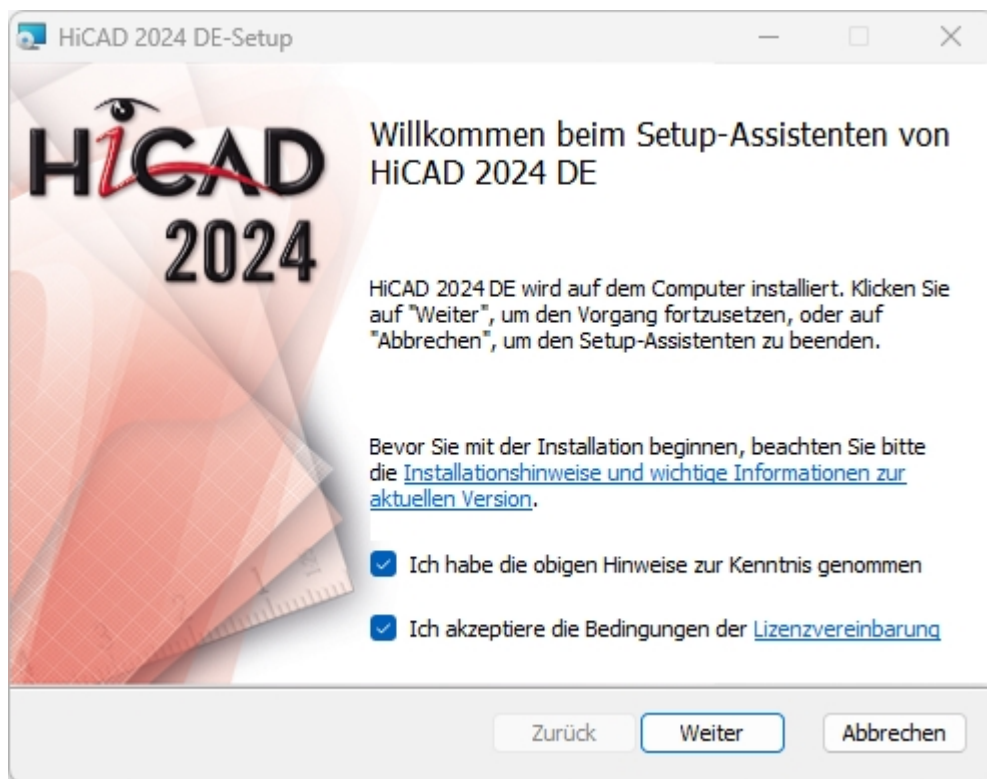 HiCAD 2024 DE-Setup
HiCAD
2024
Willkommen beim Setup-Assistenten von
HiCAD 2024 DE
HiCAD 2024 DE wird auf dem Computer installiert. Klicken Sie
auf "Weiter", um den Vorgang fortzusetzen, oder auf
"Abbrechen", um den Setup-Assistenten zu beenden.
Bevor Sie mit der Installation beginnen, beachten Sie bitte
die Installationshinweise und wichtige Informationen zur
aktuellen Version.
Ich habe die obigen Hinweise zur Kenntnis genommen
Ich akzeptiere die Bedingungen der Lizenzvereinbarung
Zurück Weiter Abbrechen